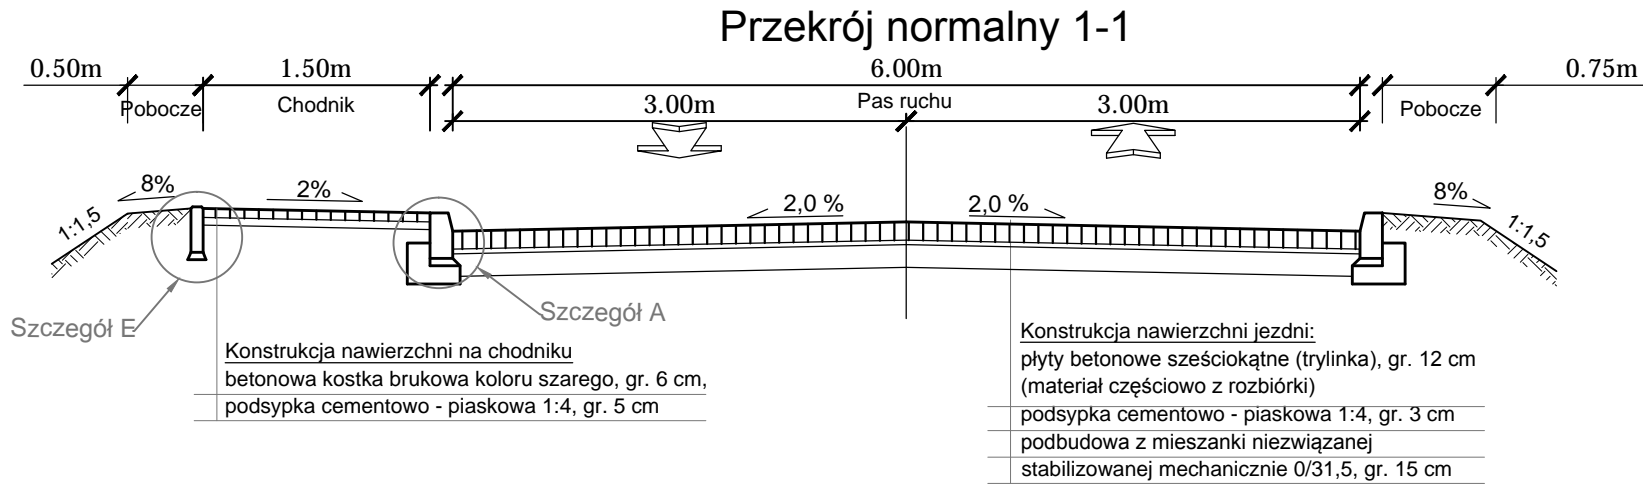 Przekrój normalny 1-1
0.50m
1.50m
6.00m
0.75m
Pobocze
Chodnik
3.00m
Pas ruchu
3.00m
Pobocze
8%
2%
2,0 %
2,0 %
8%
1:1,5
1:1,5
Szczegół E
Szczegół A
Konstrukcja nawierzchni na chodniku
betonowa kostka brukowa koloru szarego, gr. 6 cm,
podsypka cementowo - piaskowa 1:4, gr. 5 cm
Konstrukcja nawierzchni jezdni:
płyty betonowe sześciokątne (trylinka), gr. 12 cm
(materiał częściowo z rozbiórki)
podsypka cementowo - piaskowa 1:4, gr. 3 cm
podbudowa z mieszanki niezwiązanej
stabilizowanej mechanicznie 0/31,5, gr. 15 cm